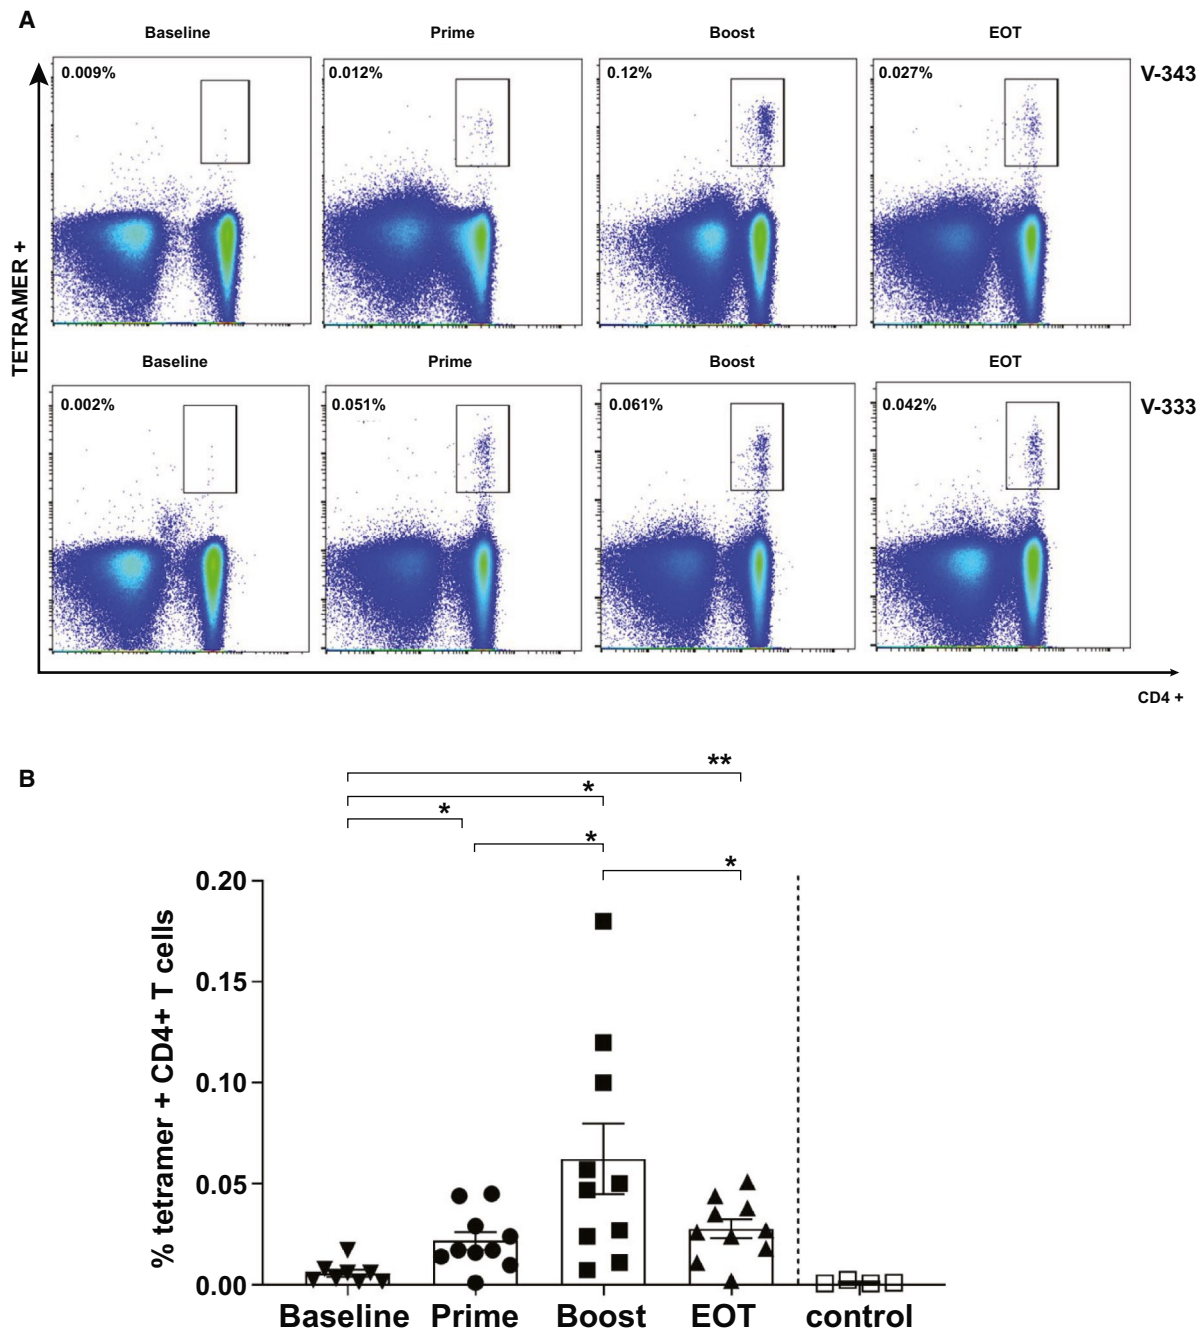 A
Baseline Prime Boost EOT
0.009% 0.012% 0.12% 0.027% V-343
TETRAMER +
Baseline Prime Boost EOT
0.002% 0.051% 0.061% 0.042% V-333
CD4 +
B
**
*
*
*
*
% tetramer + CD4+ T cells
0.20
0.15
0.10
0.05
0.00
Baseline Prime Boost EOT control